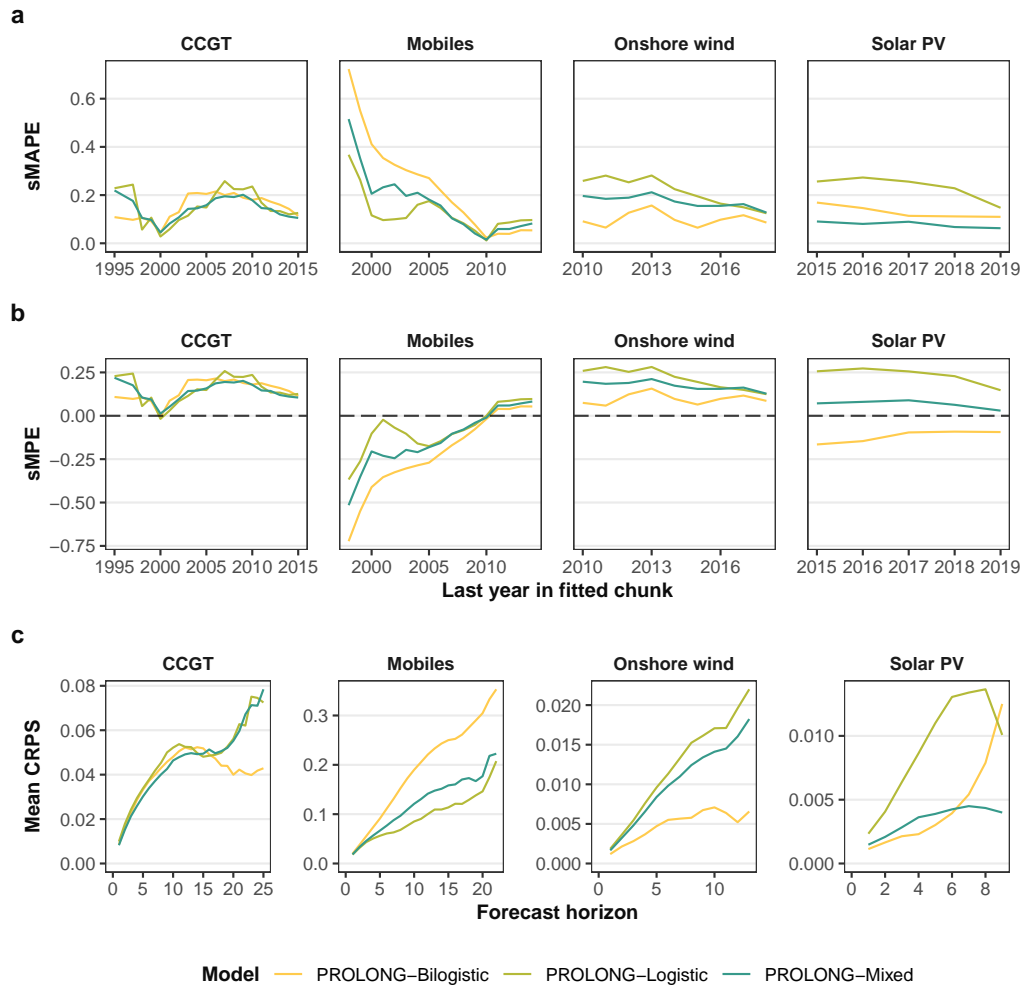 a
CCGT Mobiles Onshore wind Solar PV
sMAPE
0.6
0.4
0.2
0.0
1995 2000 2005 2010 2015 2000 2005 2010 2010 2013 2016 2015 2016 2017 2018 2019
b
CCGT Mobiles Onshore wind Solar PV
sMPE
0.25
0.00
−0.25
−0.50
−0.75
1995 2000 2005 2010 2015 2000 2005 2010 2010 2013 2016 2015 2016 2017 2018 2019
Last year in fitted chunk
c
CCGT Mobiles Onshore wind Solar PV
Mean CRPS
0.08 0.3 0.020 0.010
0.06 0.2 0.015 0.005
0.04 0.1 0.010 0.000
0.02 0.0 0.005
0.00 0.000
0 5 10 15 20 25 0 5 10 15 20 0 5 10 0 2 4 6 8
Forecast horizon
Model PROLONG−Bilogistic PROLONG−Logistic PROLONG−Mixed